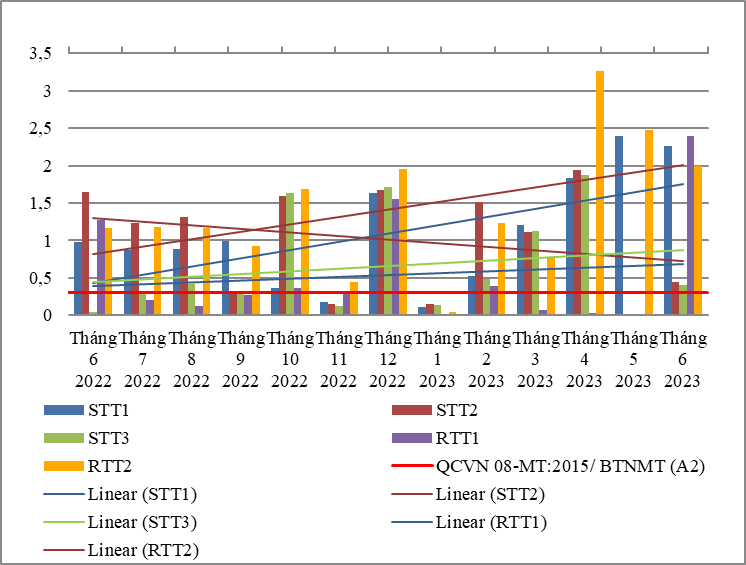 3,5
3
2,5
2
1,5
1
0,5
0
Tháng Tháng Tháng Tháng Tháng Tháng Tháng Tháng Tháng Tháng Tháng Tháng Tháng
6 7 8 9 10 11 12 1 2 3 4 5 6
2022 2022 2022 2022 2022 2022 2022 2023 2023 2023 2023 2023 2023
STT1 STT2
STT3 RTT1
RTT2 QCVN 08-MT:2015/ BTNMT (A2)
Linear (STT1) Linear (STT2)
Linear (STT3) Linear (RTT1)
Linear (RTT2)